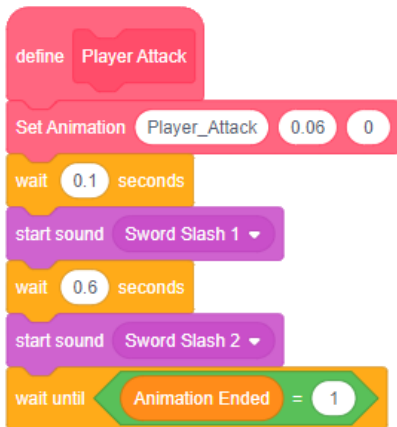 define Player Attack
Set Animation Player_Attack 0.06 0
wait 0.1 seconds
start sound Sword Slash 1
wait 0.6 seconds
start sound Sword Slash 2
wait until Animation Ended = 1